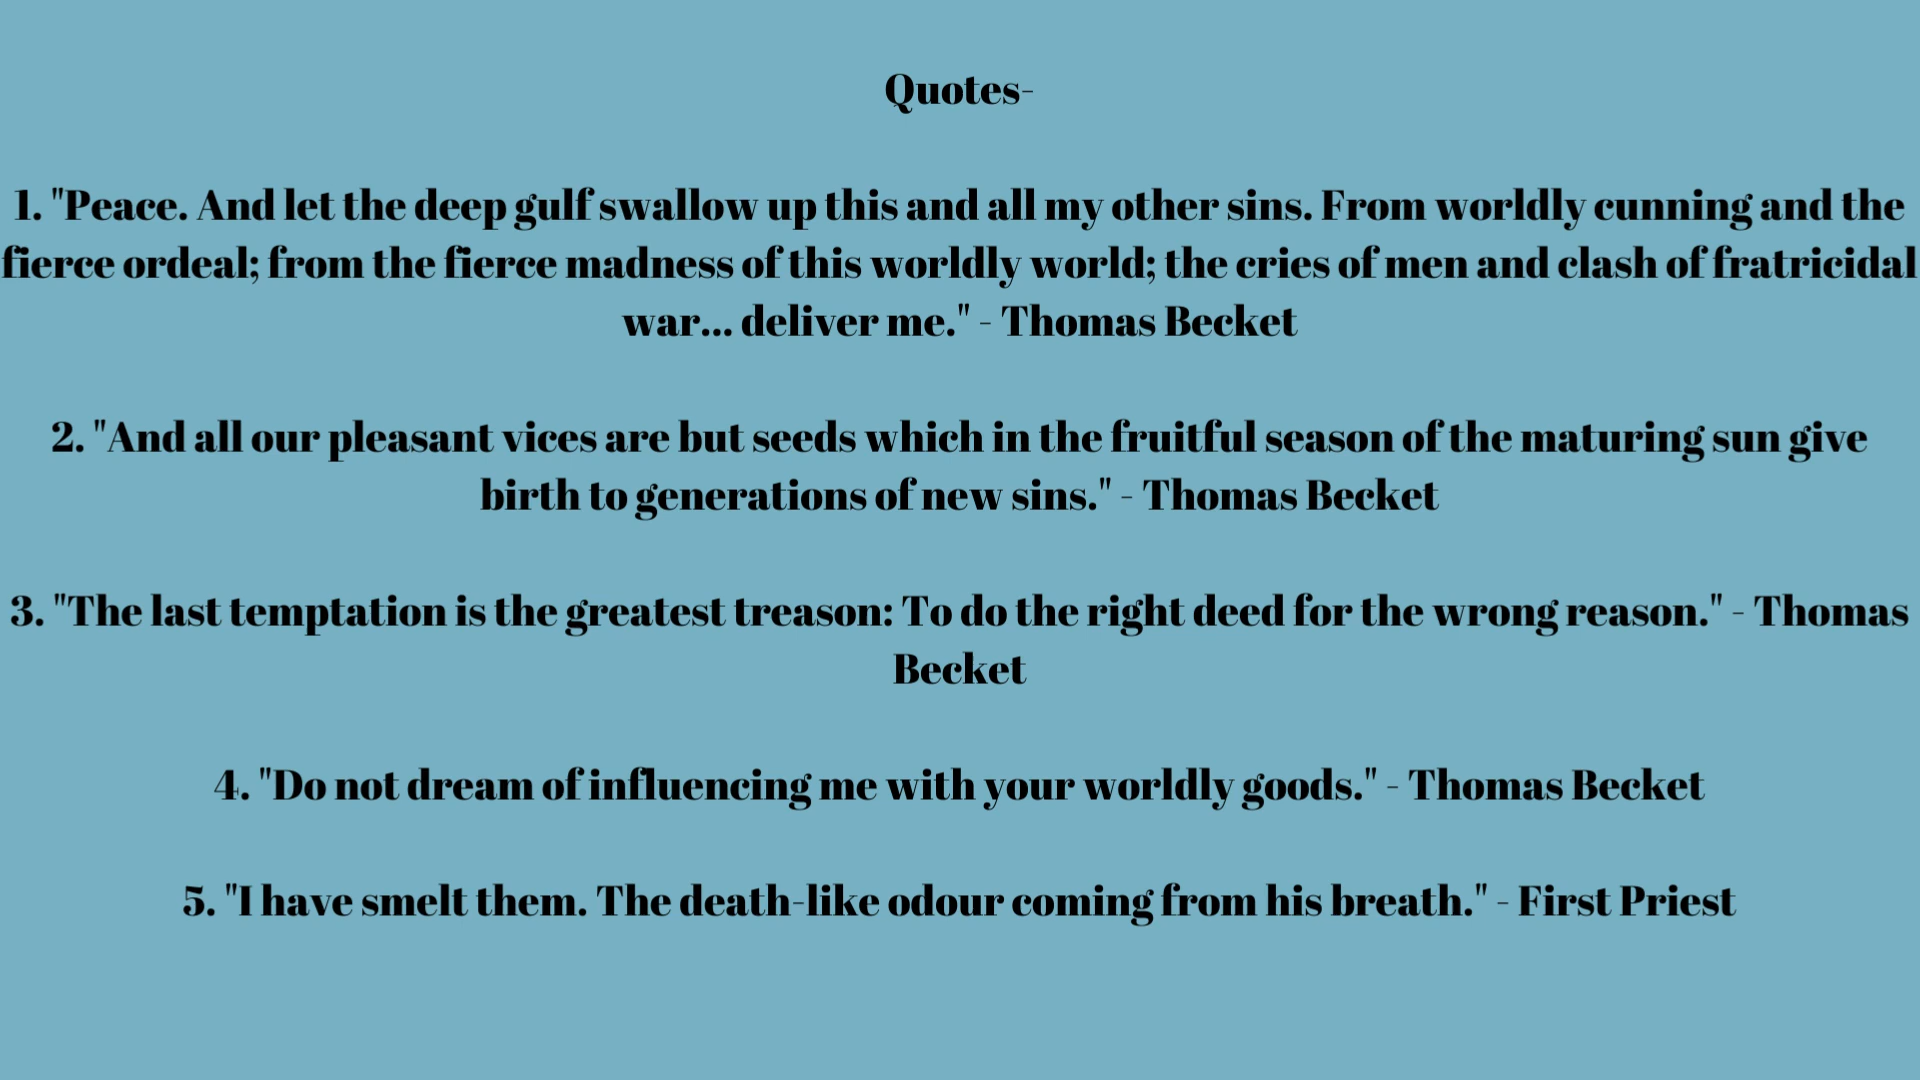 Quotes-
1. "Peace. And let the deep gulf swallow up this and all my other sins. From worldly cunning and the
fierce ordeal; from the fierce madness of this worldly world; the cries of men and clash of fratricidal
war... deliver me." - Thomas Becket
2. "And all our pleasant vices are but seeds which in the fruitful season of the maturing sun give
birth to generations of new sins." - Thomas Becket
3. "The last temptation is the greatest treason: To do the right deed for the wrong reason." - Thomas
Becket
4. "Do not dream of influencing me with your worldly goods." - Thomas Becket
5. "I have smelt them. The death-like odour coming from his breath." - First Priest